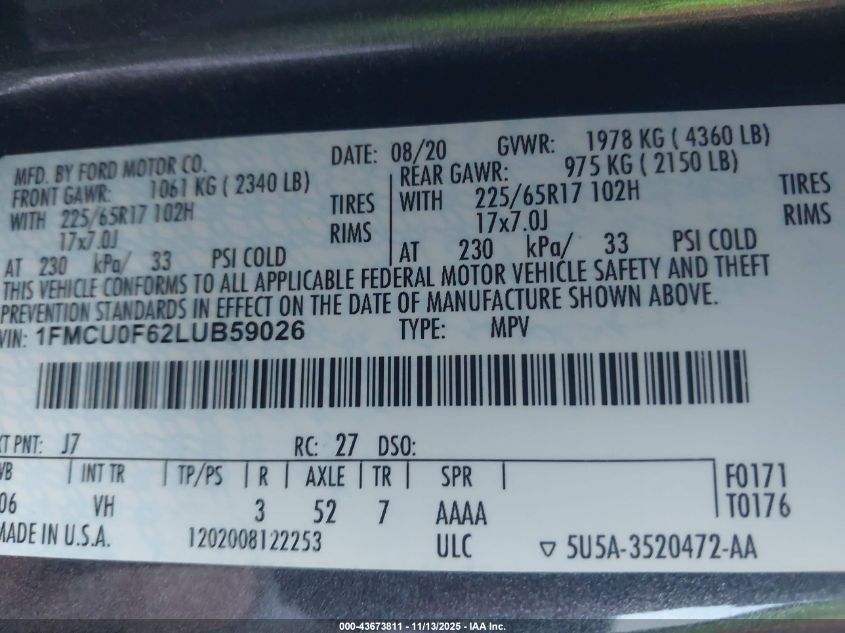 MFD. BY FORD MOTOR CO. DATE: 08/20 GVWR: 1978 KG ( 4360 LB)
FRONT GAWR: 1061 KG ( 2340 LB) REAR GAWR: 975 KG ( 2150 LB)
WITH 225/65R17 102H TIRES WITH 225/65R17 102H TIRES
17x7.0J RIMS 17x7.0J RIMS
AT 230 kPa/ 33 PSI COLD AT 230 kPa/ 33 PSI COLD
THIS VEHICLE CONFORMS TO ALL APPLICABLE FEDERAL MOTOR VEHICLE SAFETY AND THEFT
PREVENTION STANDARDS IN EFFECT ON THE DATE OF MANUFACTURE SHOWN ABOVE.
VIN: 1FMCU0F62LUB59026 TYPE: MPV
PNT: J7 RC: 27 DSO:
INT TR TP/PS R AXLE TR SPR F0171
06 VH 3 52 7 AAAA T0176
MADE IN U.S.A. 1202008122253 ULC ▽ 5U5A-3520472-AA
000-43673811 - 11/13/2025 - IAA Inc.